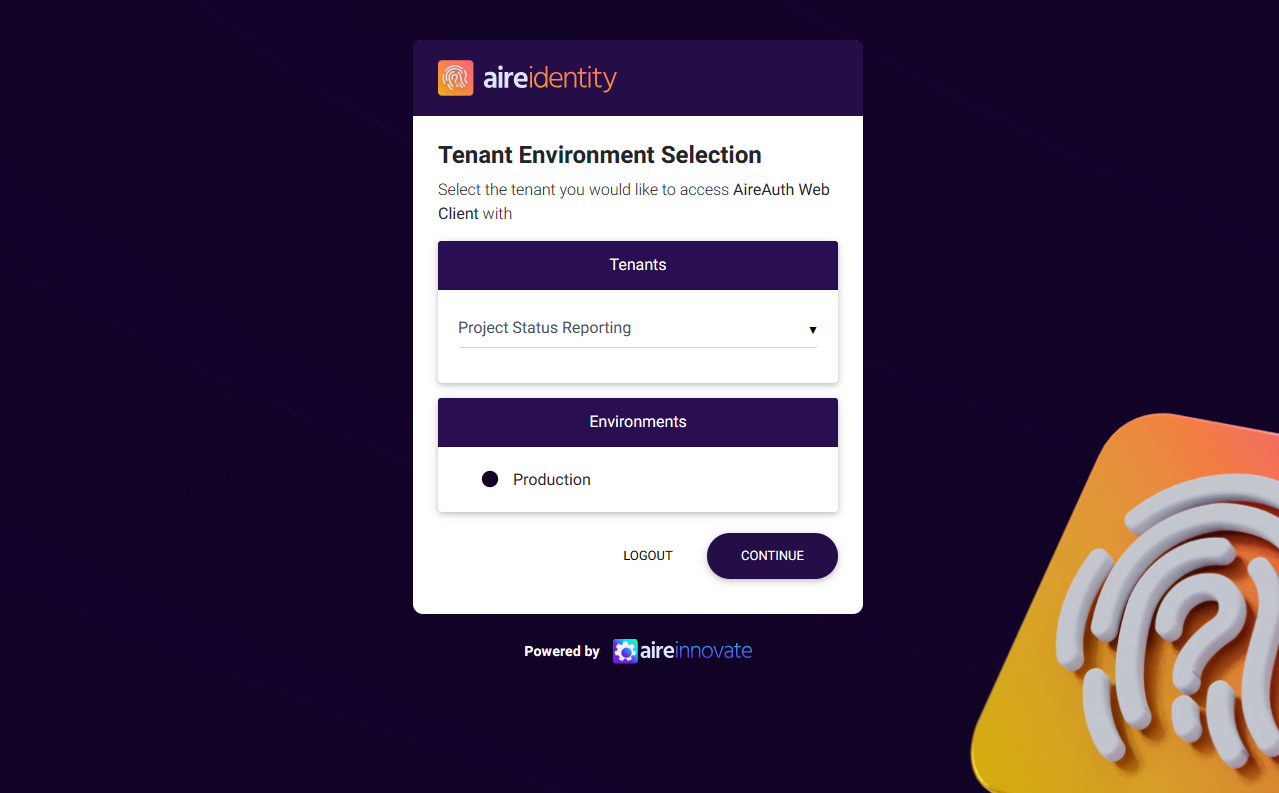 aireidentity
Tenant Environment Selection
Select the tenant you would like to access AireAuth Web
Client with
Tenants
Project Status Reporting
Environments
Production
LOGOUT CONTINUE
Powered by aireinnovate